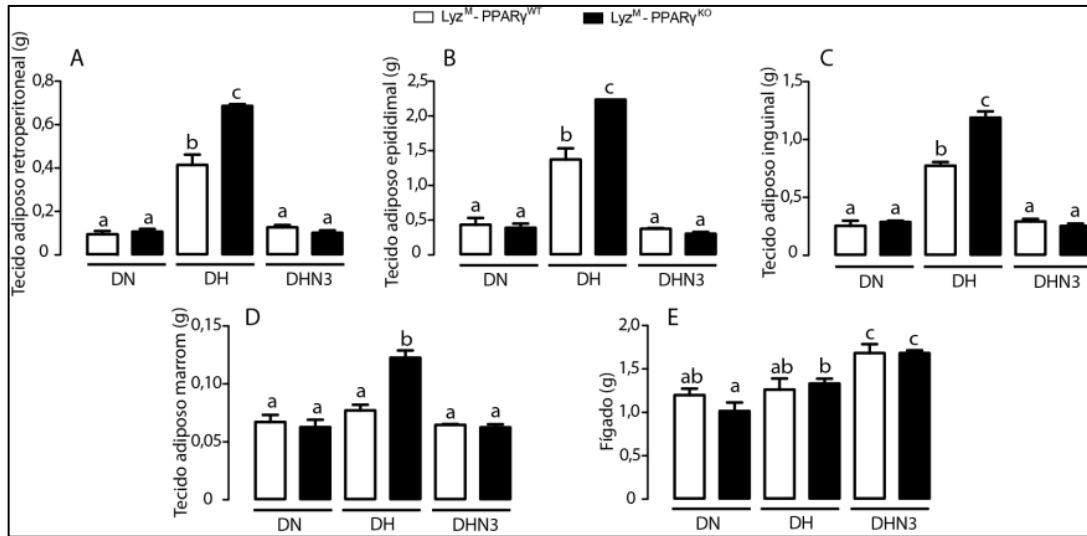 Lyz^M - PPARγ^WT Lyz^M - PPARγ^KO
A
Tecido adiposo retroperitoneal (g)
0,8
0,6
0,4
0,2
0
a a b c a a
DN DH DHN3
B
Tecido adiposo epididimal (g)
2,5
2,0
1,5
1,0
0,5
0
a a b c a a
DN DH DHN3
C
Tecido adiposo inguinal (g)
1,5
1,0
0,5
0
a a b c a a
DN DH DHN3
D
Tecido adiposo marrom (g)
0,15
0,10
0,05
0
a a a b a a
DN DH DHN3
E
Fígado (g)
2,0
1,5
1,0
0,5
0
ab a ab b c c
DN DH DHN3